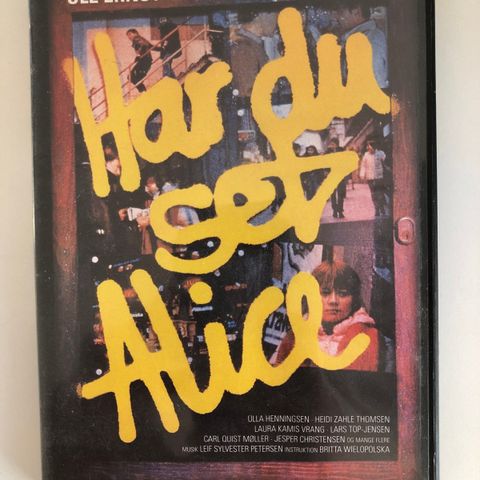 Har du
set
Alice
ULLA HENNINGSEN · HEIDI ZAHLE THOMSEN
LAURA KAMIS VRANG · LARS TOP-JENSEN
CARL QUIST MØLLER · JESPER CHRISTENSEN OG MANGE FLERE
MUSIK LEIF SYLVESTER PETERSEN INSTRUKTION BRITTA WIELOPOLSKA